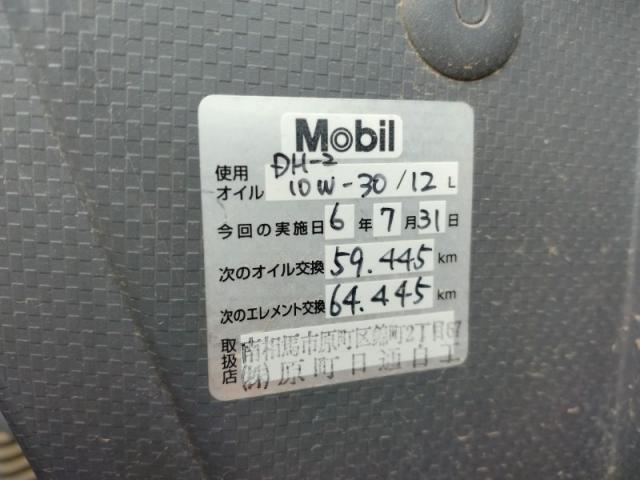 Mobil
使用オイル DH-2
10W-30/12 L
今回の実施日 6年7月31日
次のオイル交換 59.445 km
次のエレメント交換 64.445 km
取扱店 南相馬市原町区錦町2丁目67
(株)原町日通自工